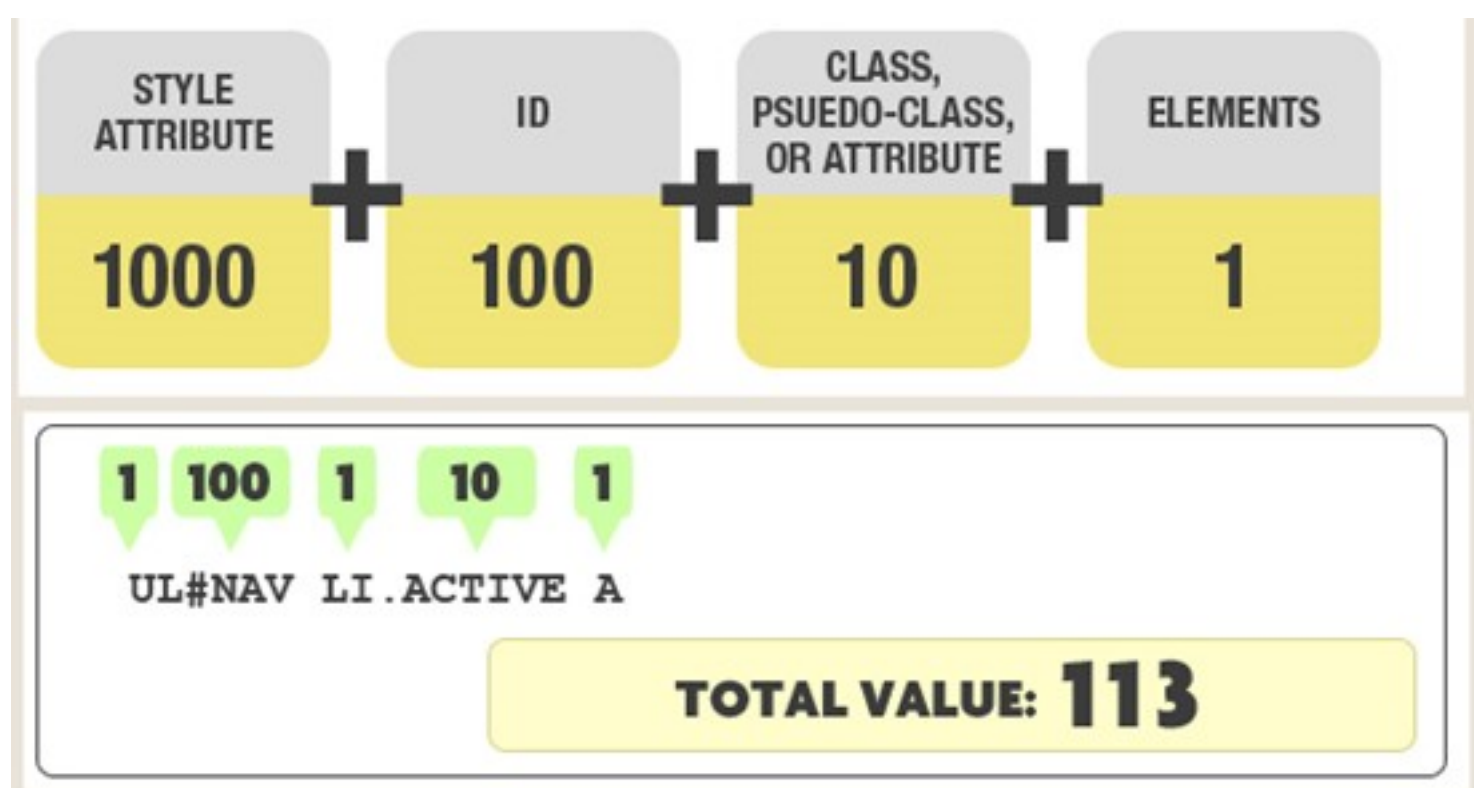 STYLE
ATTRIBUTE
1000
+
ID
100
+
CLASS,
PSUEDO-CLASS,
OR ATTRIBUTE
10
+
ELEMENTS
1
1 100 1 10 1
UL#NAV LI.ACTIVE A
TOTAL VALUE: 113